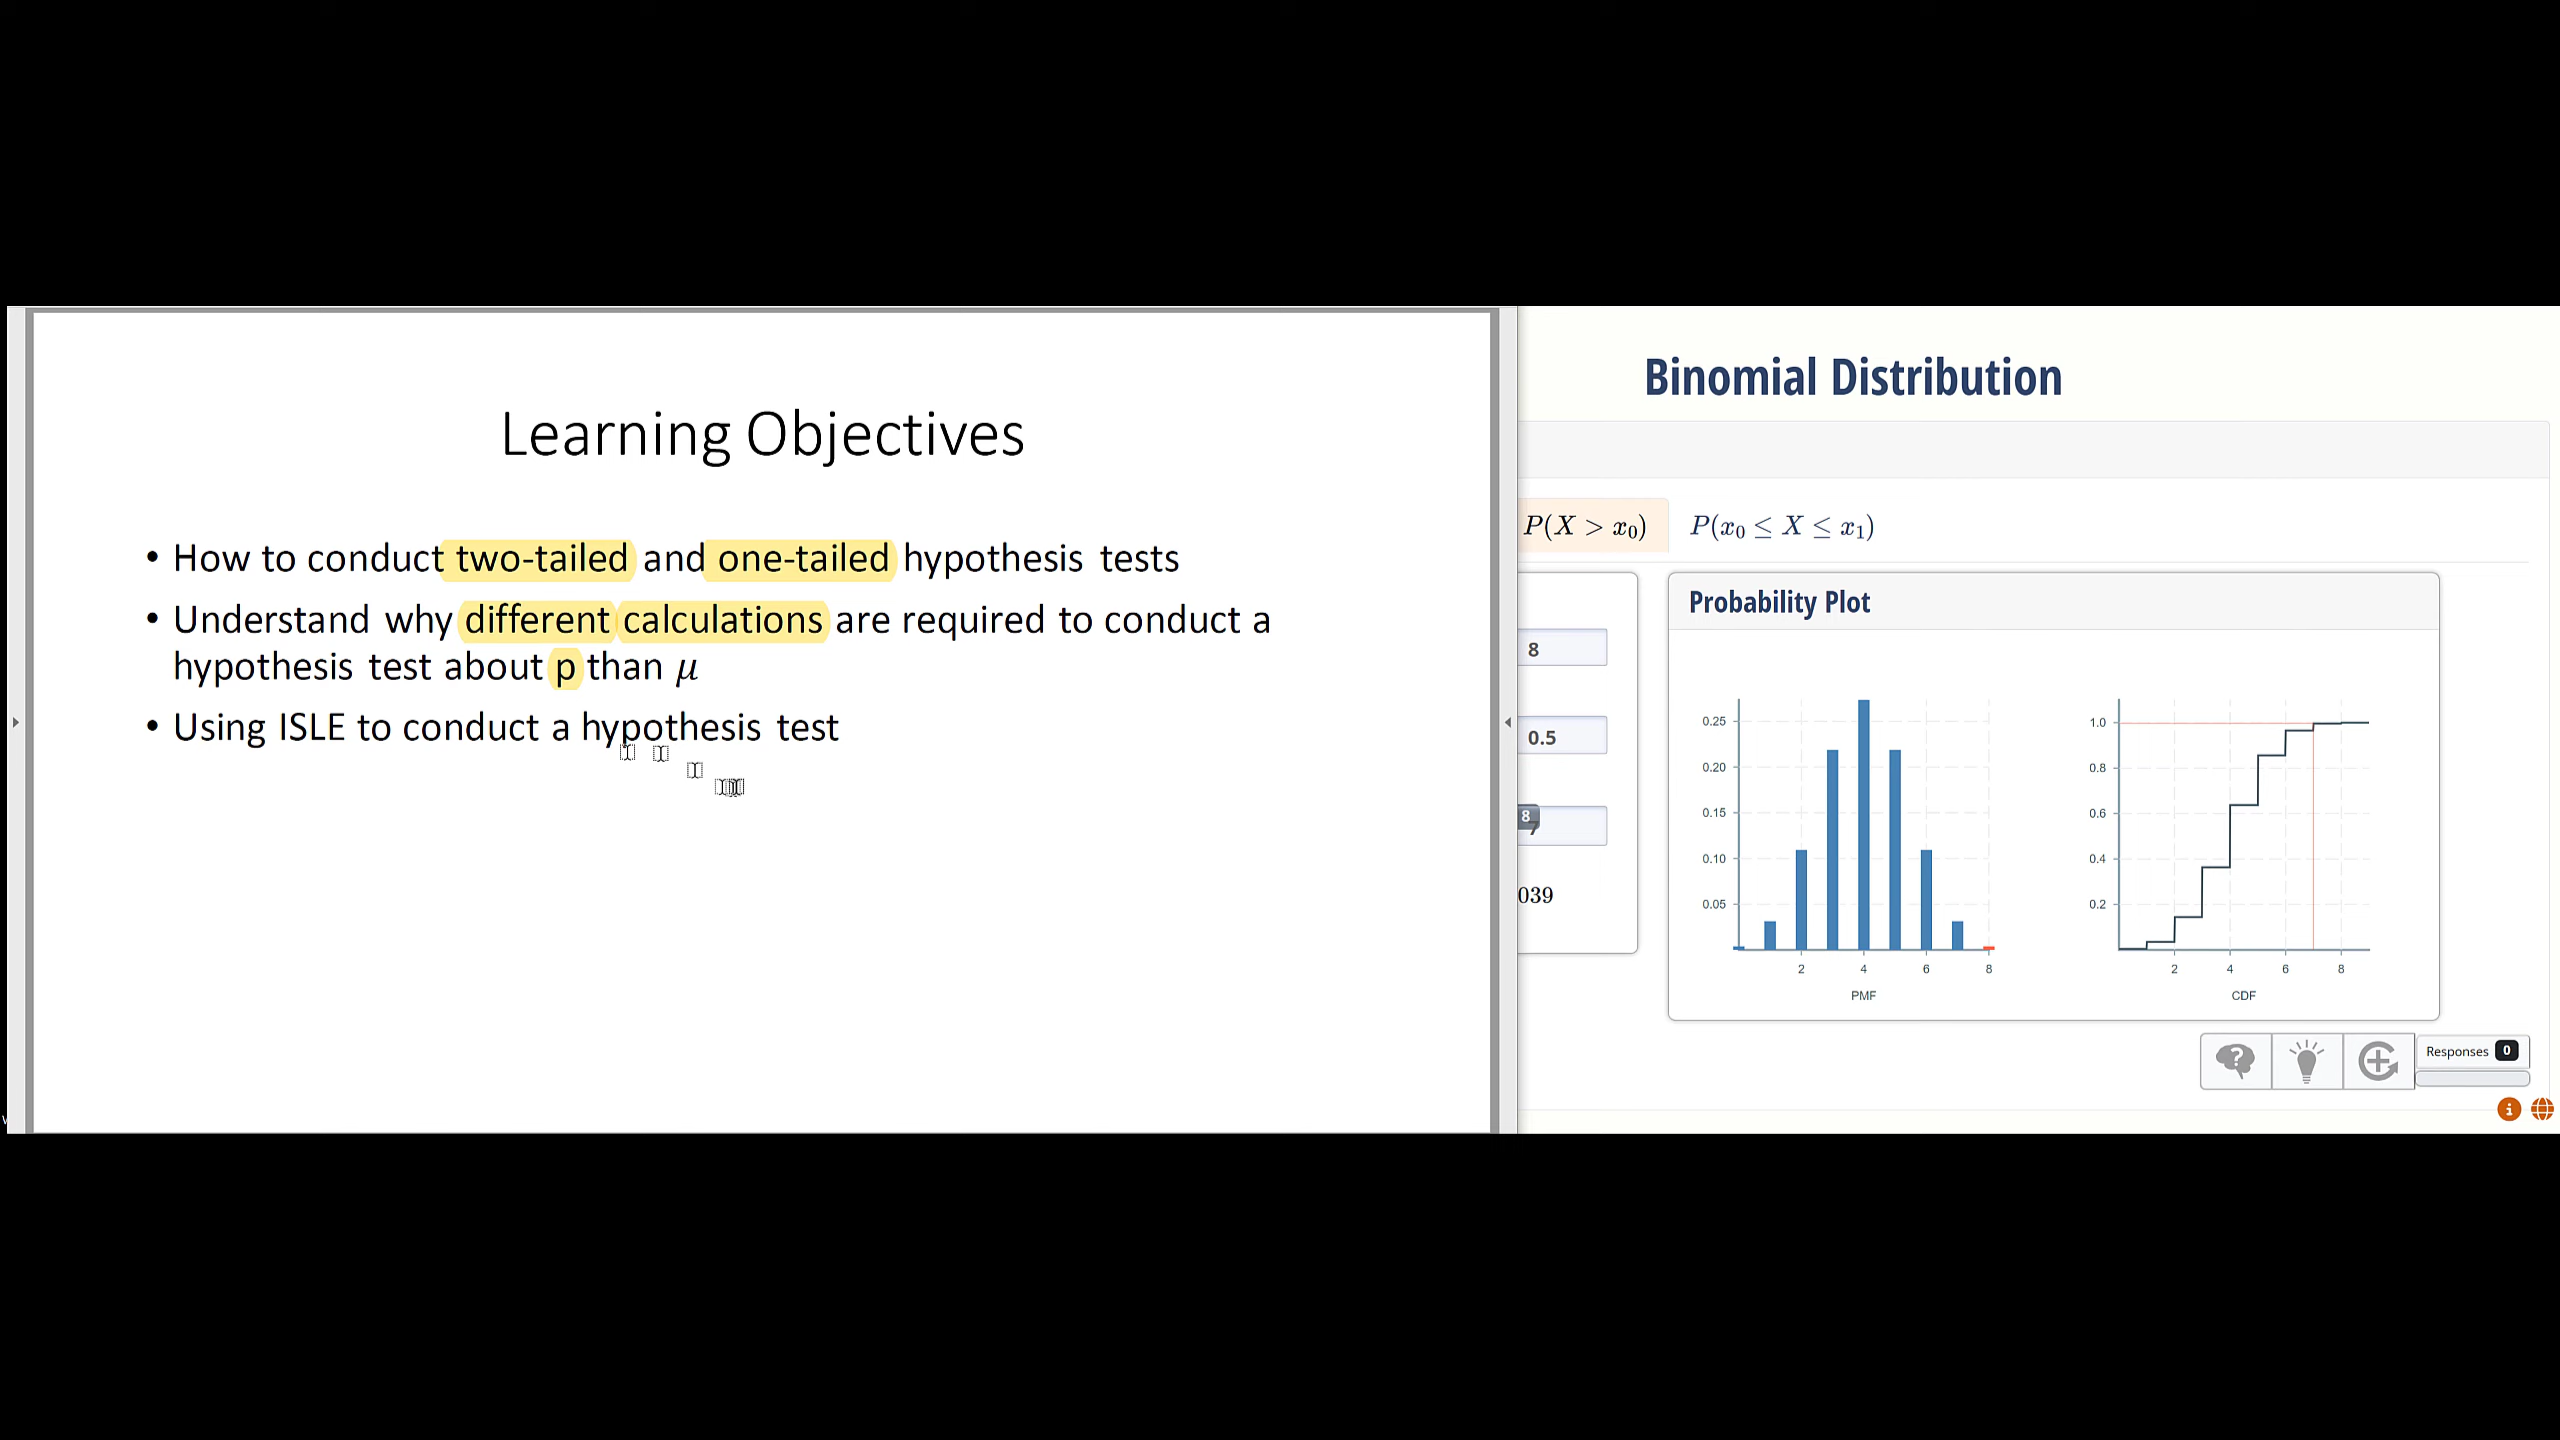 Learning Objectives
• How to conduct two-tailed and one-tailed hypothesis tests
• Understand why different calculations are required to conduct a
hypothesis test about p than μ
• Using ISLE to conduct a hypothesis test
Binomial Distribution
P(X > x₀) P(x₀ ≤ X ≤ x₁)
8
0.5
8
7
039
Probability Plot
0.25
0.20
0.15
0.10
0.05
2 4 6 8
PMF
1.0
0.8
0.6
0.4
0.2
2 4 6 8
CDF
Responses 0